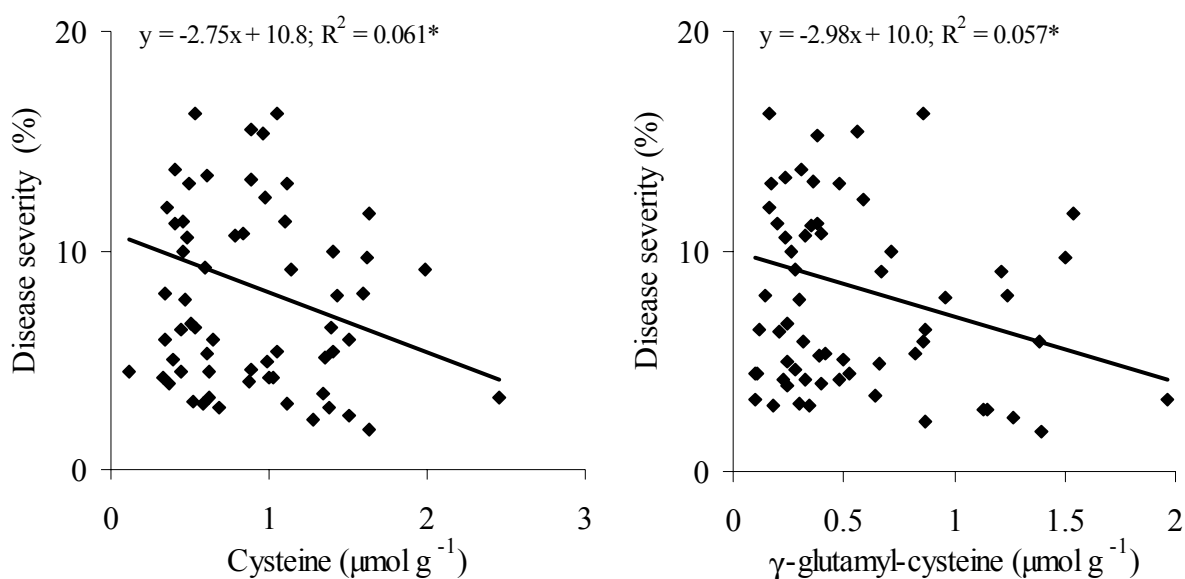 y = -2.75x + 10.8; R² = 0.061*
20
10
0
Disease severity (%)
0
1
2
3
Cysteine (μmol g⁻¹)
y = -2.98x + 10.0; R² = 0.057*
20
10
0
Disease severity (%)
0
0.5
1
1.5
2
γ-glutamyl-cysteine (μmol g⁻¹)